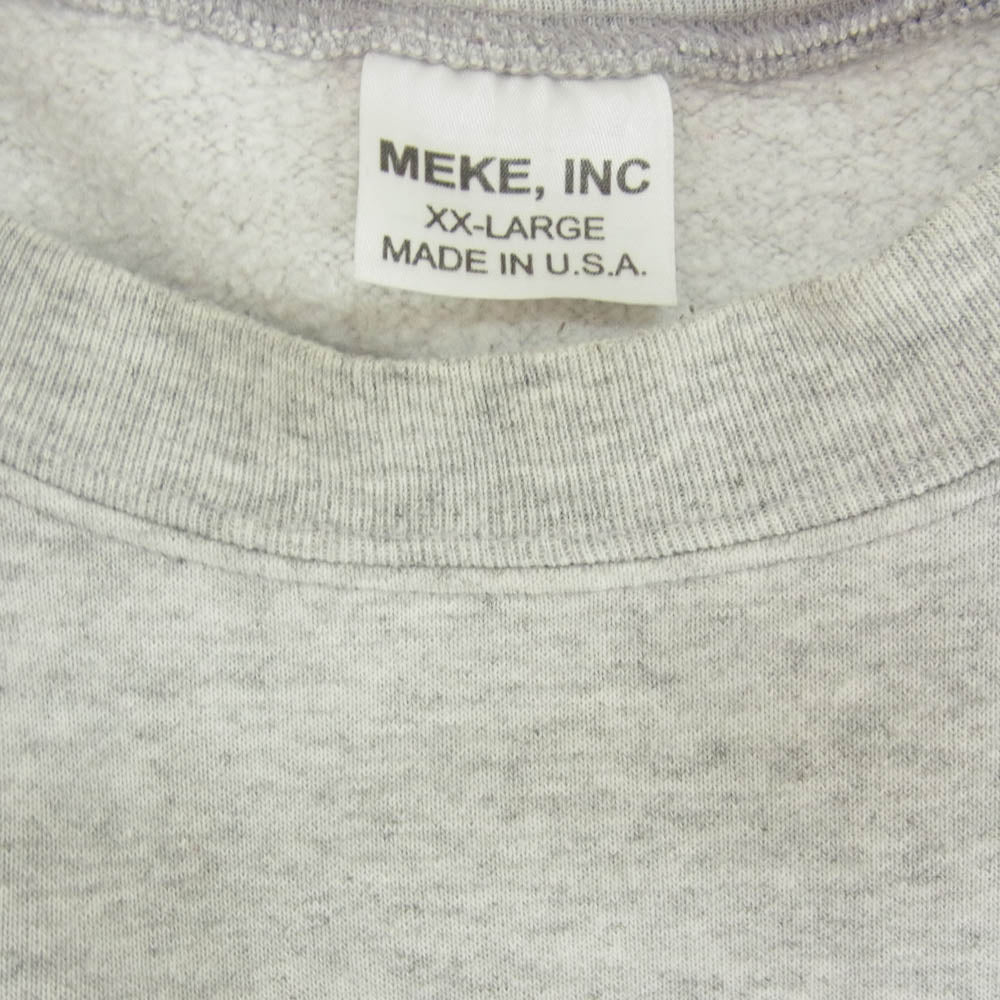 MEKE, INC
XX-LARGE
MADE IN U.S.A.